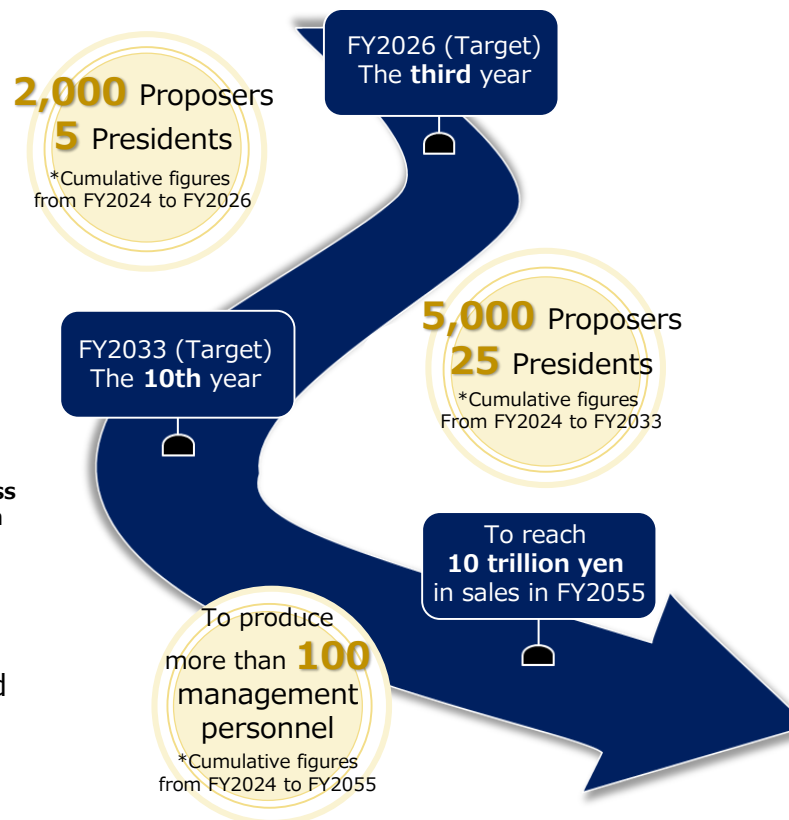 FY2026 (Target)
The third year
2,000 Proposers
5 Presidents
*Cumulative figures
from FY2024 to FY2026
5,000 Proposers
25 Presidents
*Cumulative figures
From FY2024 to FY2033
FY2033 (Target)
The 10th year
To reach
10 trillion yen
in sales in FY2055
To produce
more than 100
management
personnel
*Cumulative figures
from FY2024 to FY2055